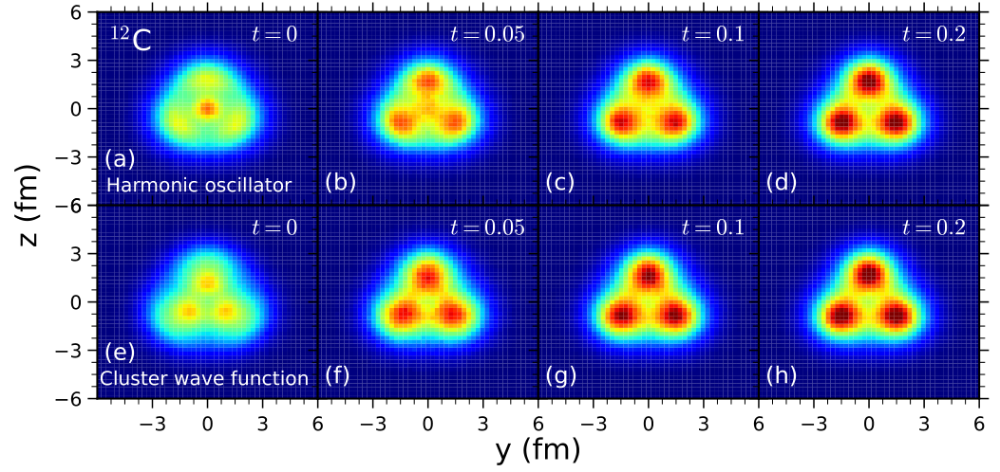 6
¹²C
t = 0
t = 0.05
t = 0.1
t = 0.2
3
0
−3
(a)
Harmonic oscillator
(b)
(c)
(d)
−6
z (fm)
t = 0
t = 0.05
t = 0.1
t = 0.2
3
0
−3
(e)
Cluster wave function
(f)
(g)
(h)
−6
−3 0 3 6 −3 0 3 6 −3 0 3 6 −3 0 3 6
y (fm)